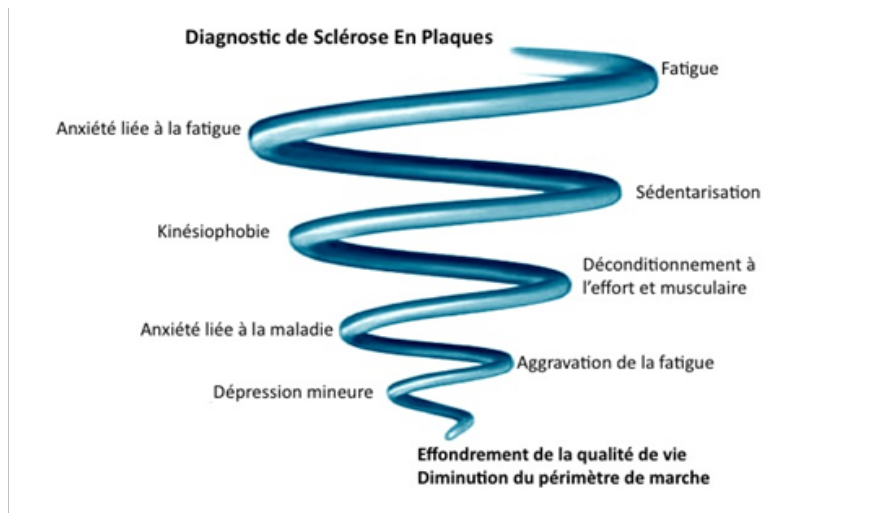 Diagnostic de Sclérose En Plaques
Fatigue
Anxiété liée à la fatigue
Sédentarisation
Kinésiophobie
Déconditionnement à
l'effort et musculaire
Anxiété liée à la maladie
Aggravation de la fatigue
Dépression mineure
Effondrement de la qualité de vie
Diminution du périmètre de marche